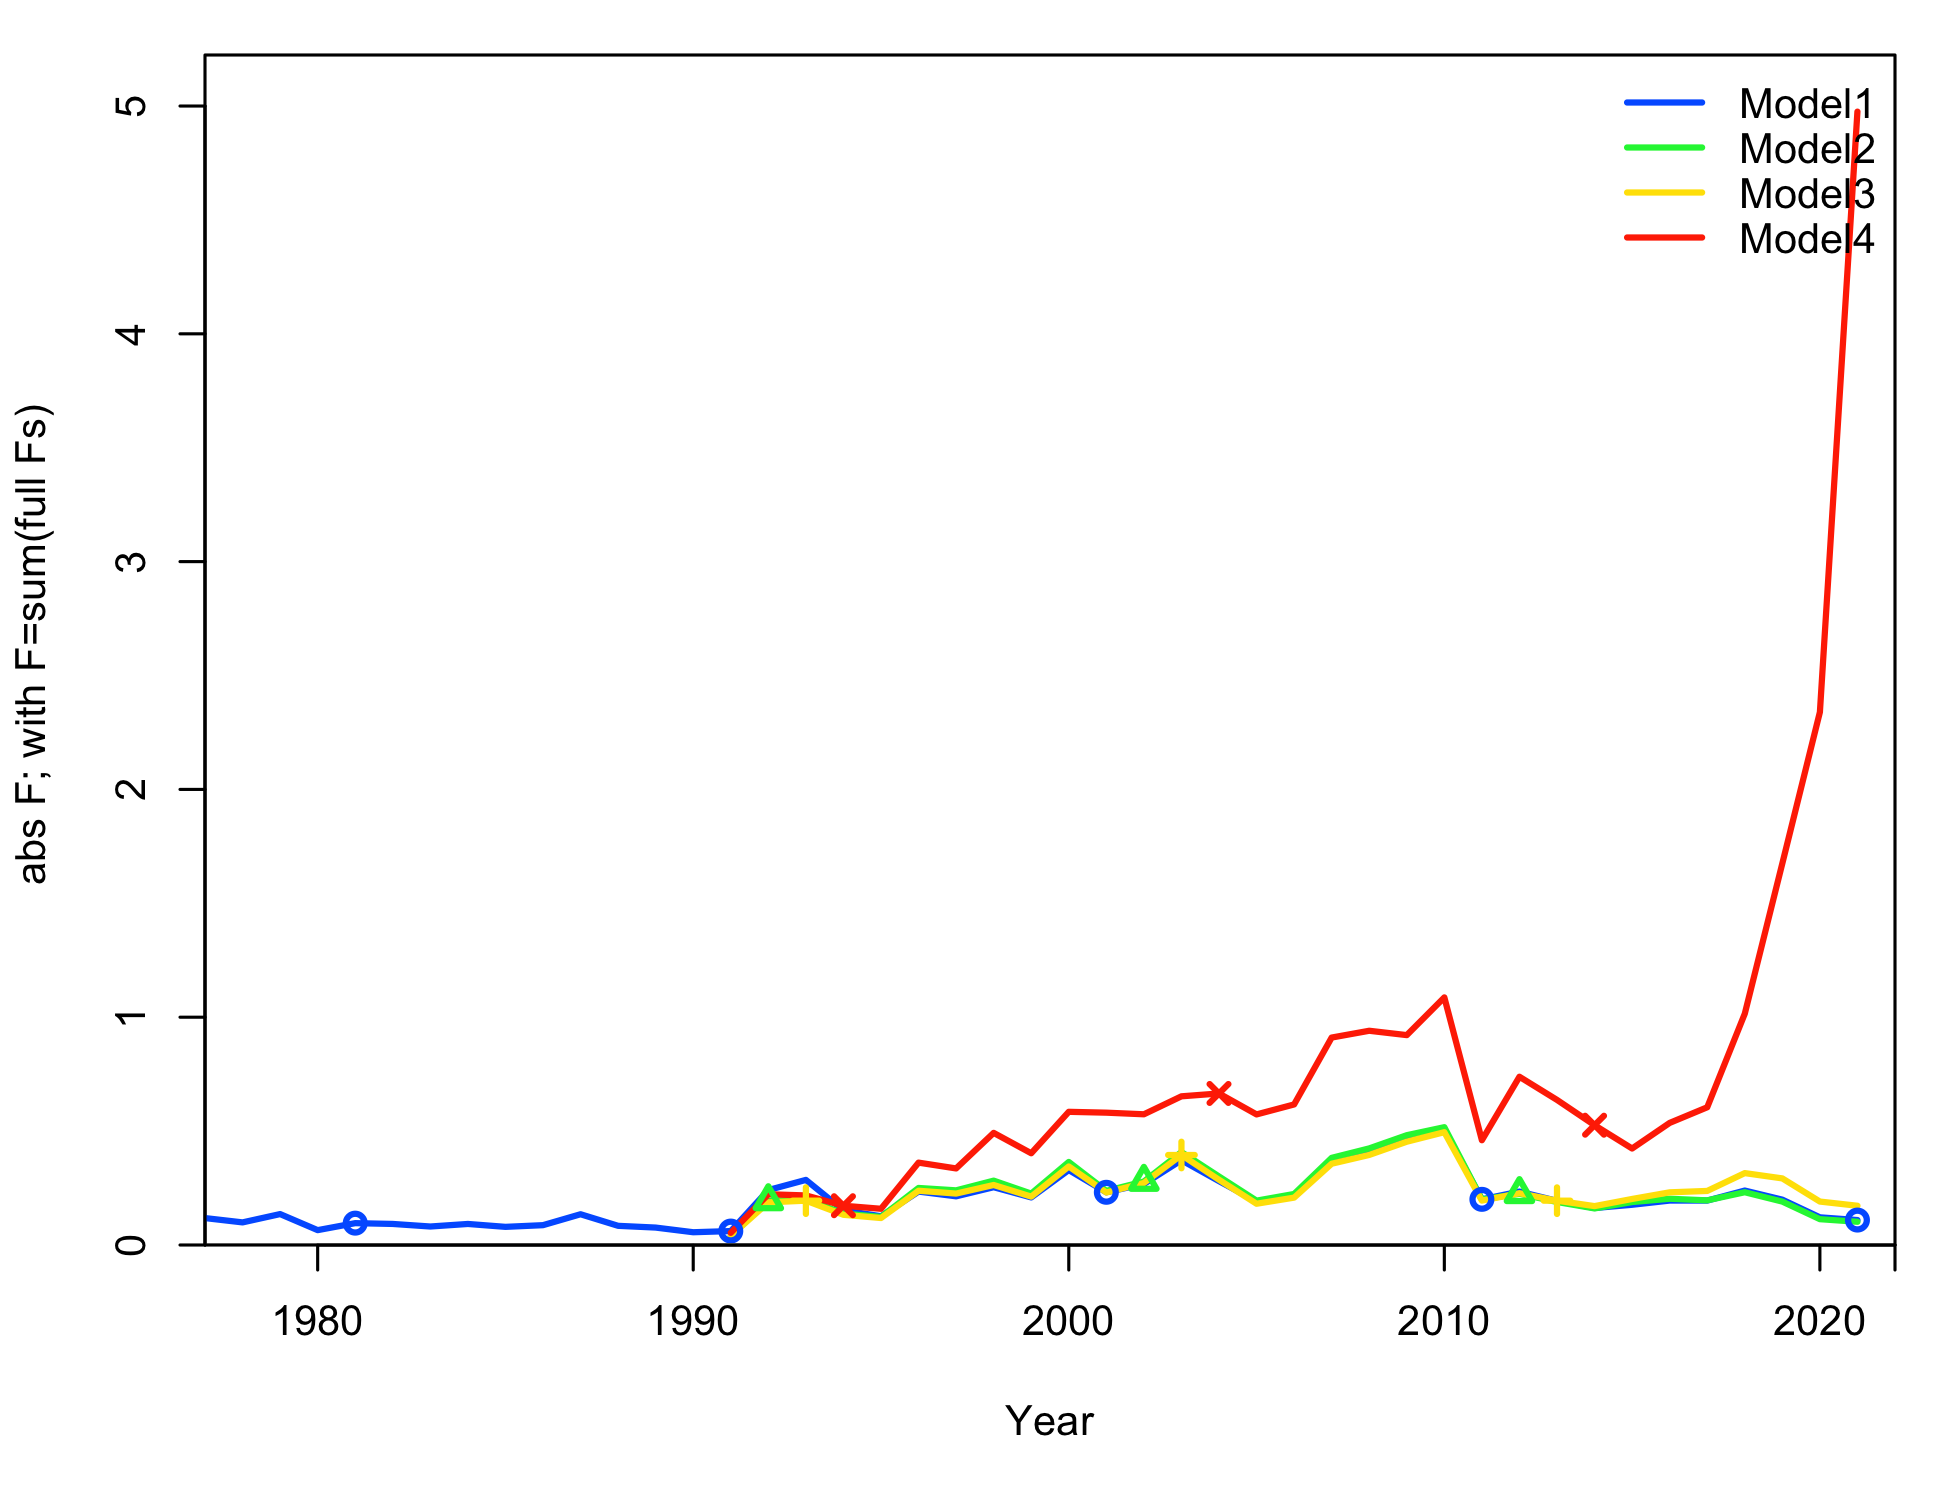 abs F; with F=sum(full Fs)
5
4
3
2
1
0
Model1
Model2
Model3
Model4
1980 1990 2000 2010 2020
Year